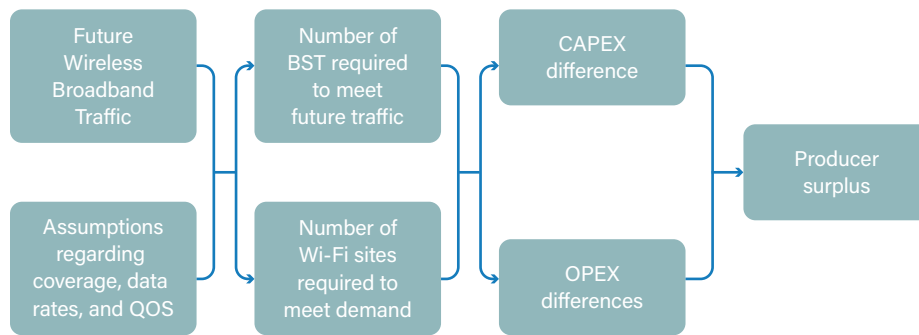 Future
Wireless
Broadband
Traffic
Assumptions
regarding
coverage, data
rates, and QOS
Number of
BST required
to meet
future traffic
Number of
Wi-Fi sites
required to
meet demand
CAPEX
difference
OPEX
differences
Producer
surplus